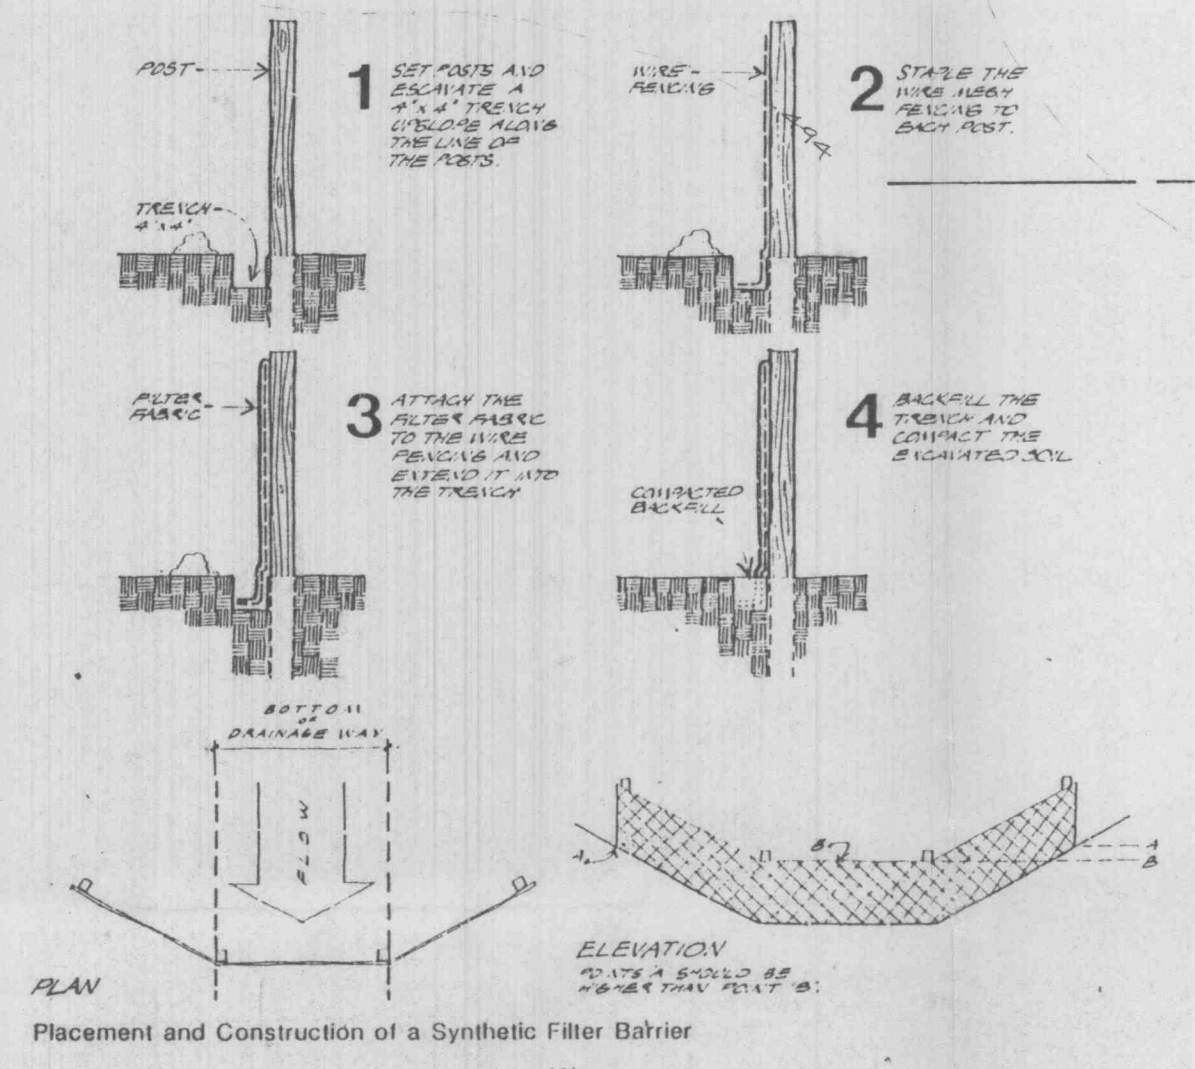 POST
1
SET POSTS AND
ESCAVATE A
4"x 4" TRENCH
UPSLOPE ALONG
THE LINE OF
THE POSTS.
TRENCH
4"x4"
WIRE
FENCING
2
STAPLE THE
WIRE MESH
FENCING TO
EACH POST.
494
FILTER
FABRIC
3
ATTACH THE
FILTER FABRIC
TO THE WIRE
FENCING AND
EXTEND IT INTO
THE TRENCH
4
BACKFILL THE
TRENCH AND
COMPACT THE
EXCAVATED SOIL
COMPACTED
BACKFILL
BOTTOM
OF
DRAINAGE WAY
FLOW
PLAN
A
B
A
B
ELEVATION
POINTS A SHOULD BE
HIGHER THAN POINT 'B'.
Placement and Construction of a Synthetic Filter Barrier